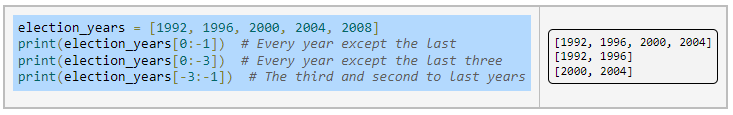 election_years = [1992, 1996, 2000, 2004, 2008]
print(election_years[0:-1])  # Every year except the last
print(election_years[0:-3])  # Every year except the last three
print(election_years[-3:-1])  # The third and second to last years
[1992, 1996, 2000, 2004]
[1992, 1996]
[2000, 2004]